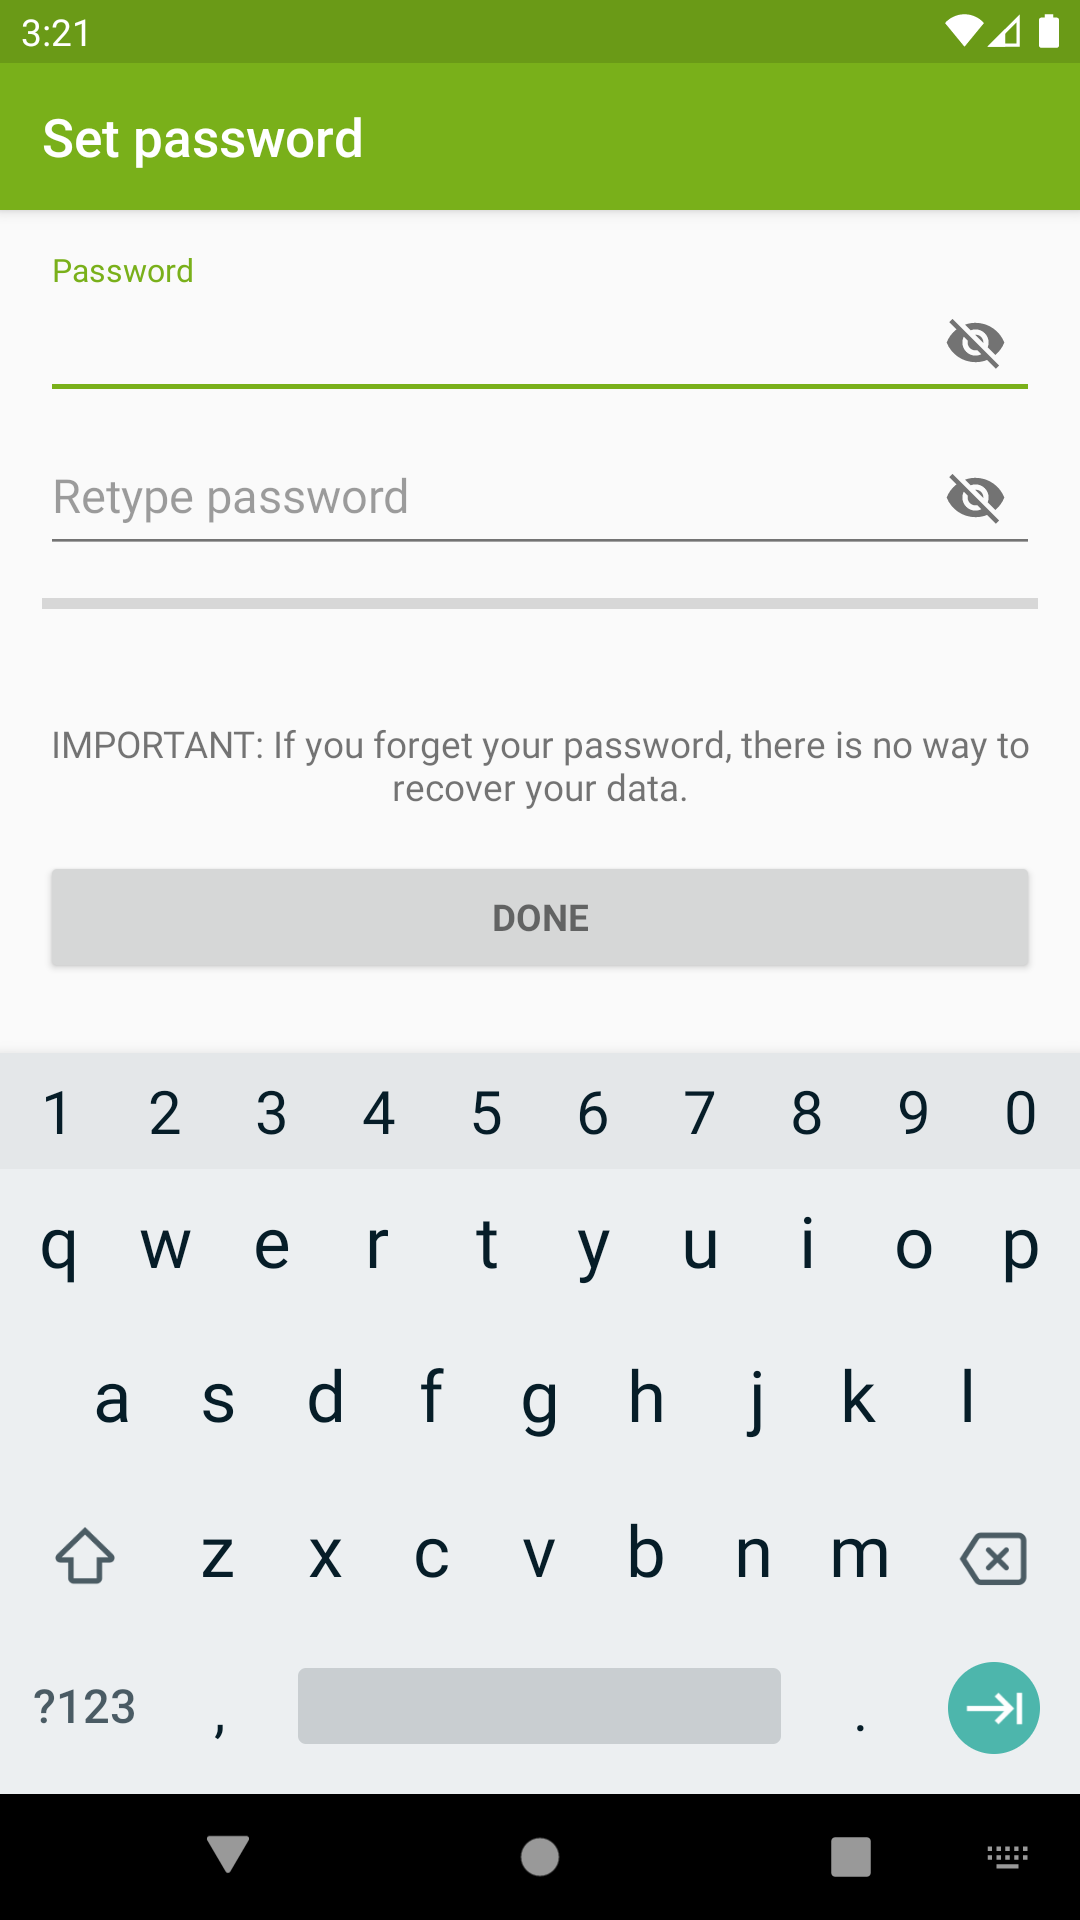 3:21
Set password
Password
Retype password
IMPORTANT: If you forget your password, there is no way to
recover your data.
DONE
1 2 3 4 5 6 7 8 9 0
q w e r t y u i o p
a s d f g h j k l
z x c v b n m
?123 , .